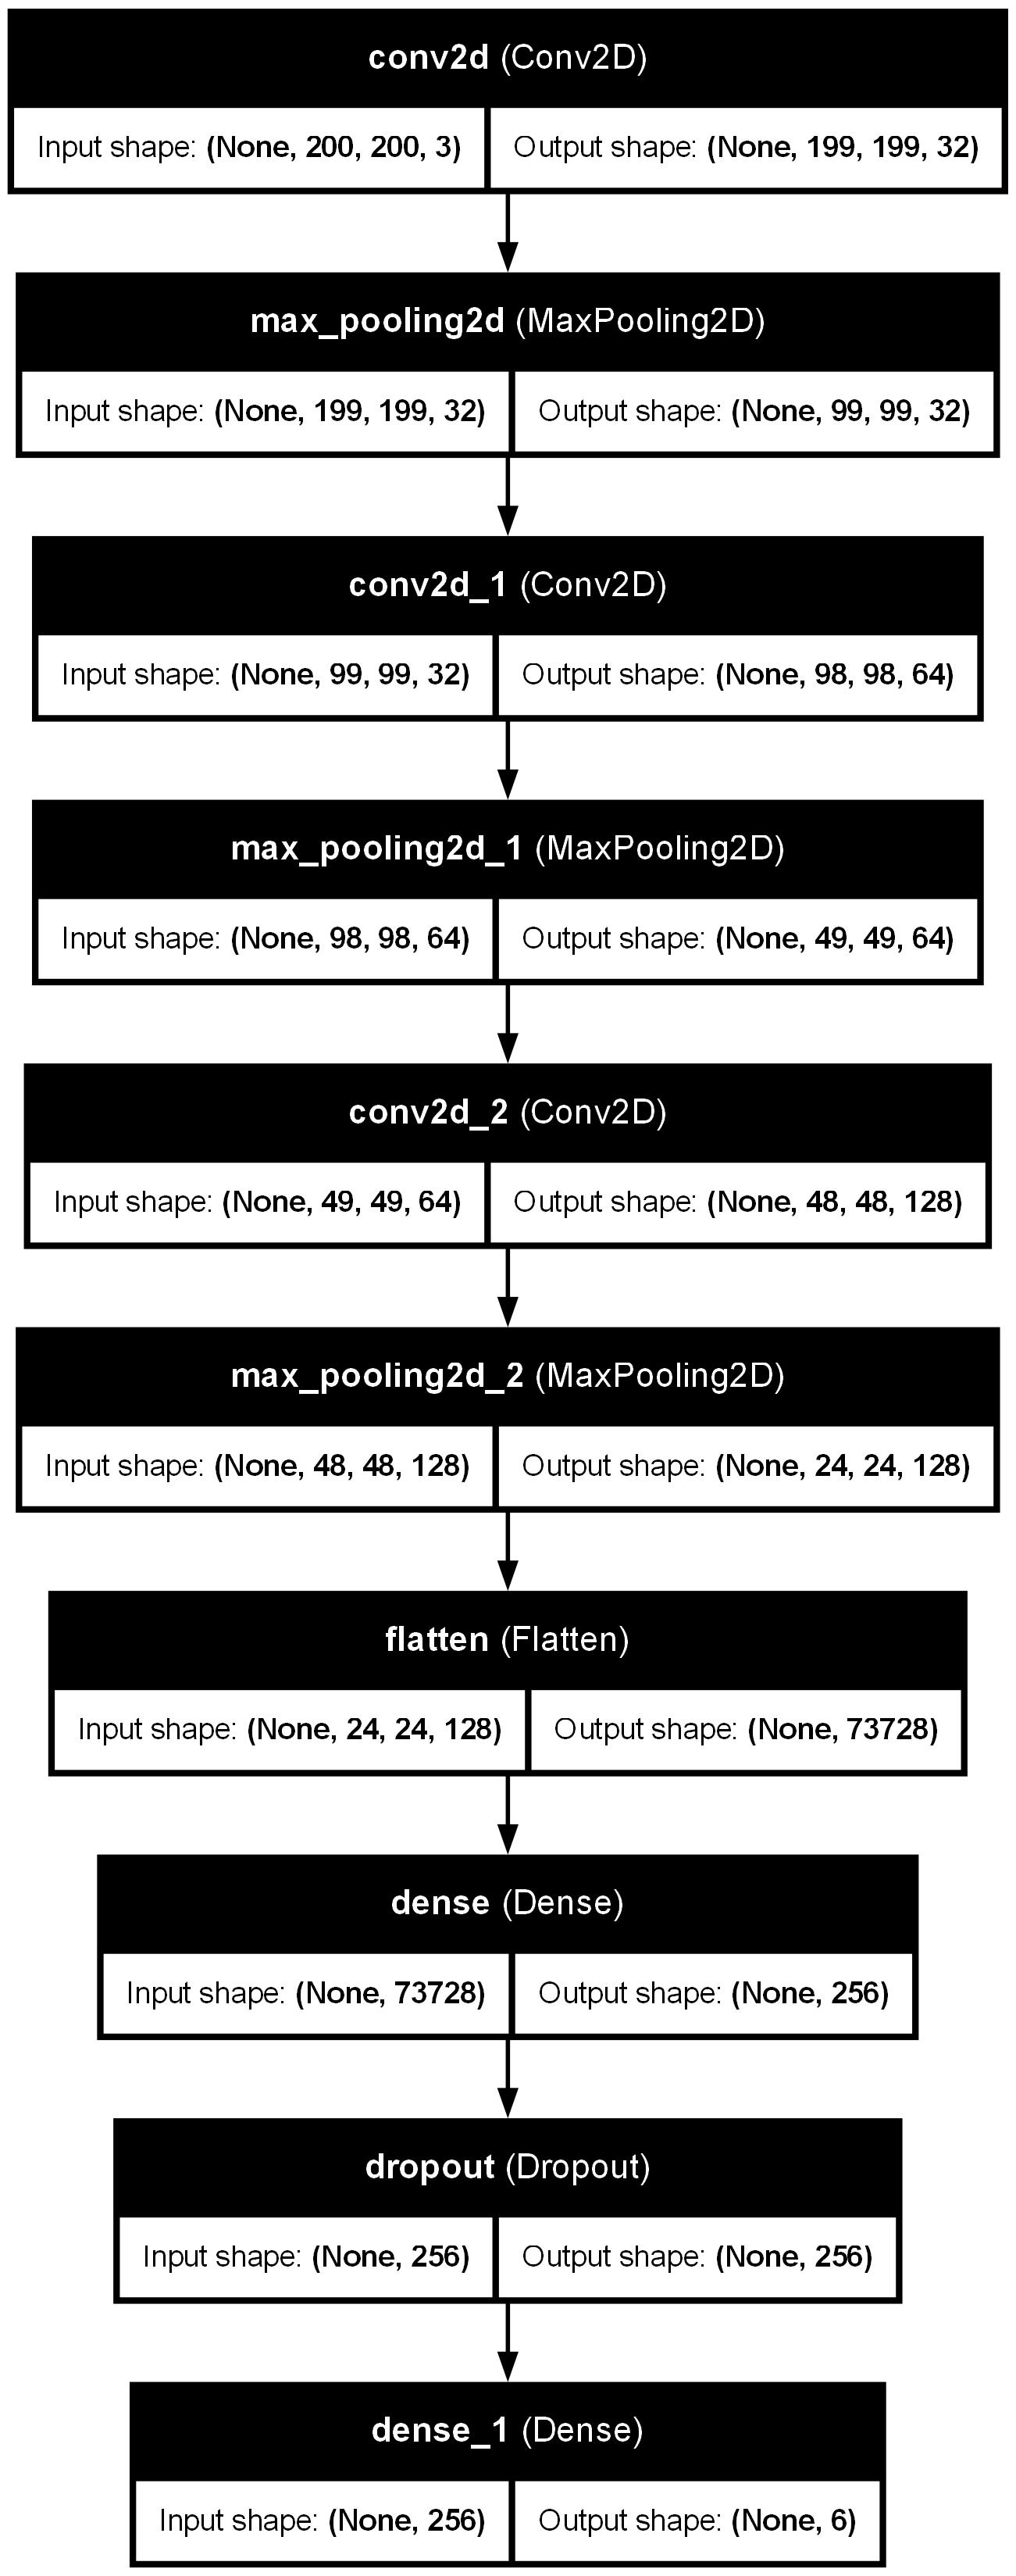 conv2d (Conv2D)
Input shape: (None, 200, 200, 3) Output shape: (None, 199, 199, 32)
max_pooling2d (MaxPooling2D)
Input shape: (None, 199, 199, 32) Output shape: (None, 99, 99, 32)
conv2d_1 (Conv2D)
Input shape: (None, 99, 99, 32) Output shape: (None, 98, 98, 64)
max_pooling2d_1 (MaxPooling2D)
Input shape: (None, 98, 98, 64) Output shape: (None, 49, 49, 64)
conv2d_2 (Conv2D)
Input shape: (None, 49, 49, 64) Output shape: (None, 48, 48, 128)
max_pooling2d_2 (MaxPooling2D)
Input shape: (None, 48, 48, 128) Output shape: (None, 24, 24, 128)
flatten (Flatten)
Input shape: (None, 24, 24, 128) Output shape: (None, 73728)
dense (Dense)
Input shape: (None, 73728) Output shape: (None, 256)
dropout (Dropout)
Input shape: (None, 256) Output shape: (None, 256)
dense_1 (Dense)
Input shape: (None, 256) Output shape: (None, 6)